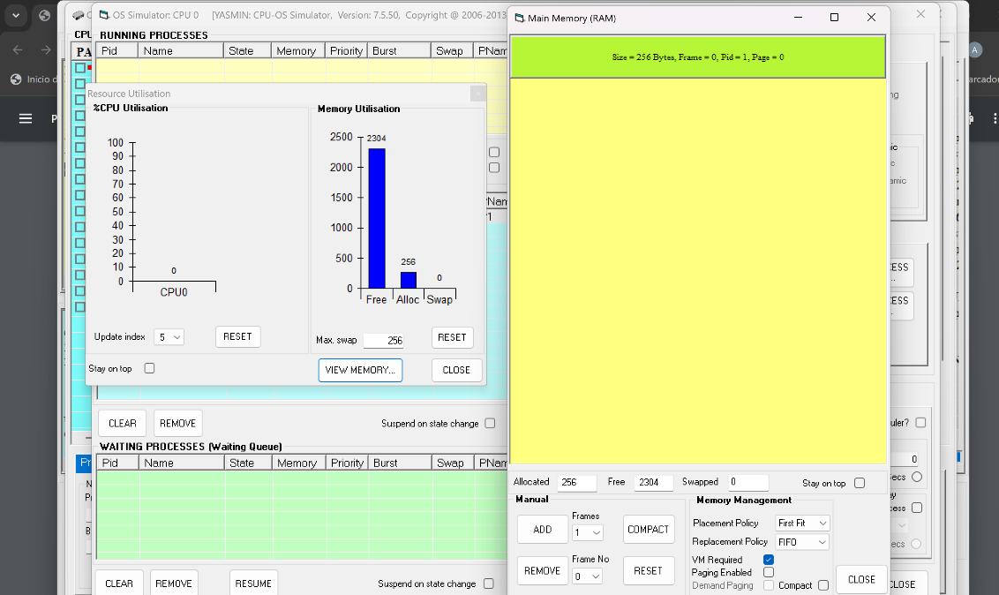 OS Simulator: CPU 0 [YASMIN: CPU-OS Simulator, Version: 7.5.50, Copyright @ 2006-2013
Main Memory (RAM)
CPU
RUNNING PROCESSES
PA
Pid Name State Memory Priority Burst Swap PNam
Size = 256 Bytes, Frame = 0, Pid = 1, Page = 0
A
Inicio d
arcador
Resource Utilisation
%CPU Utilisation
Memory Utilisation
100
90
80
70
60
50
40
30
20
10
0
0
CPU0
2500
2000
1500
1000
500
0
2304
256
0
Free Alloc Swap
Update index 5 RESET
Max. swap 256 RESET
Stay on top
VIEW MEMORY... CLOSE
PNam
CLEAR REMOVE
Suspend on state change
WAITING PROCESSES (Waiting Queue)
Pid Name State Memory Priority Burst Swap PNam
CLEAR REMOVE RESUME
Suspend on state change
Allocated 256 Free 2304 Swapped 0 Stay on top
Manual
ADD
Frames
1
COMPACT
REMOVE
Frame No
0
RESET
Memory Management
Placement Policy First Fit
Replacement Policy FIFO
VM Required
Paging Enabled
Demand Paging Compact
CLOSE
ng
ic
c
amic
ESS
..
ESS
uler?
0
ecs
ess
ecs
LOSE